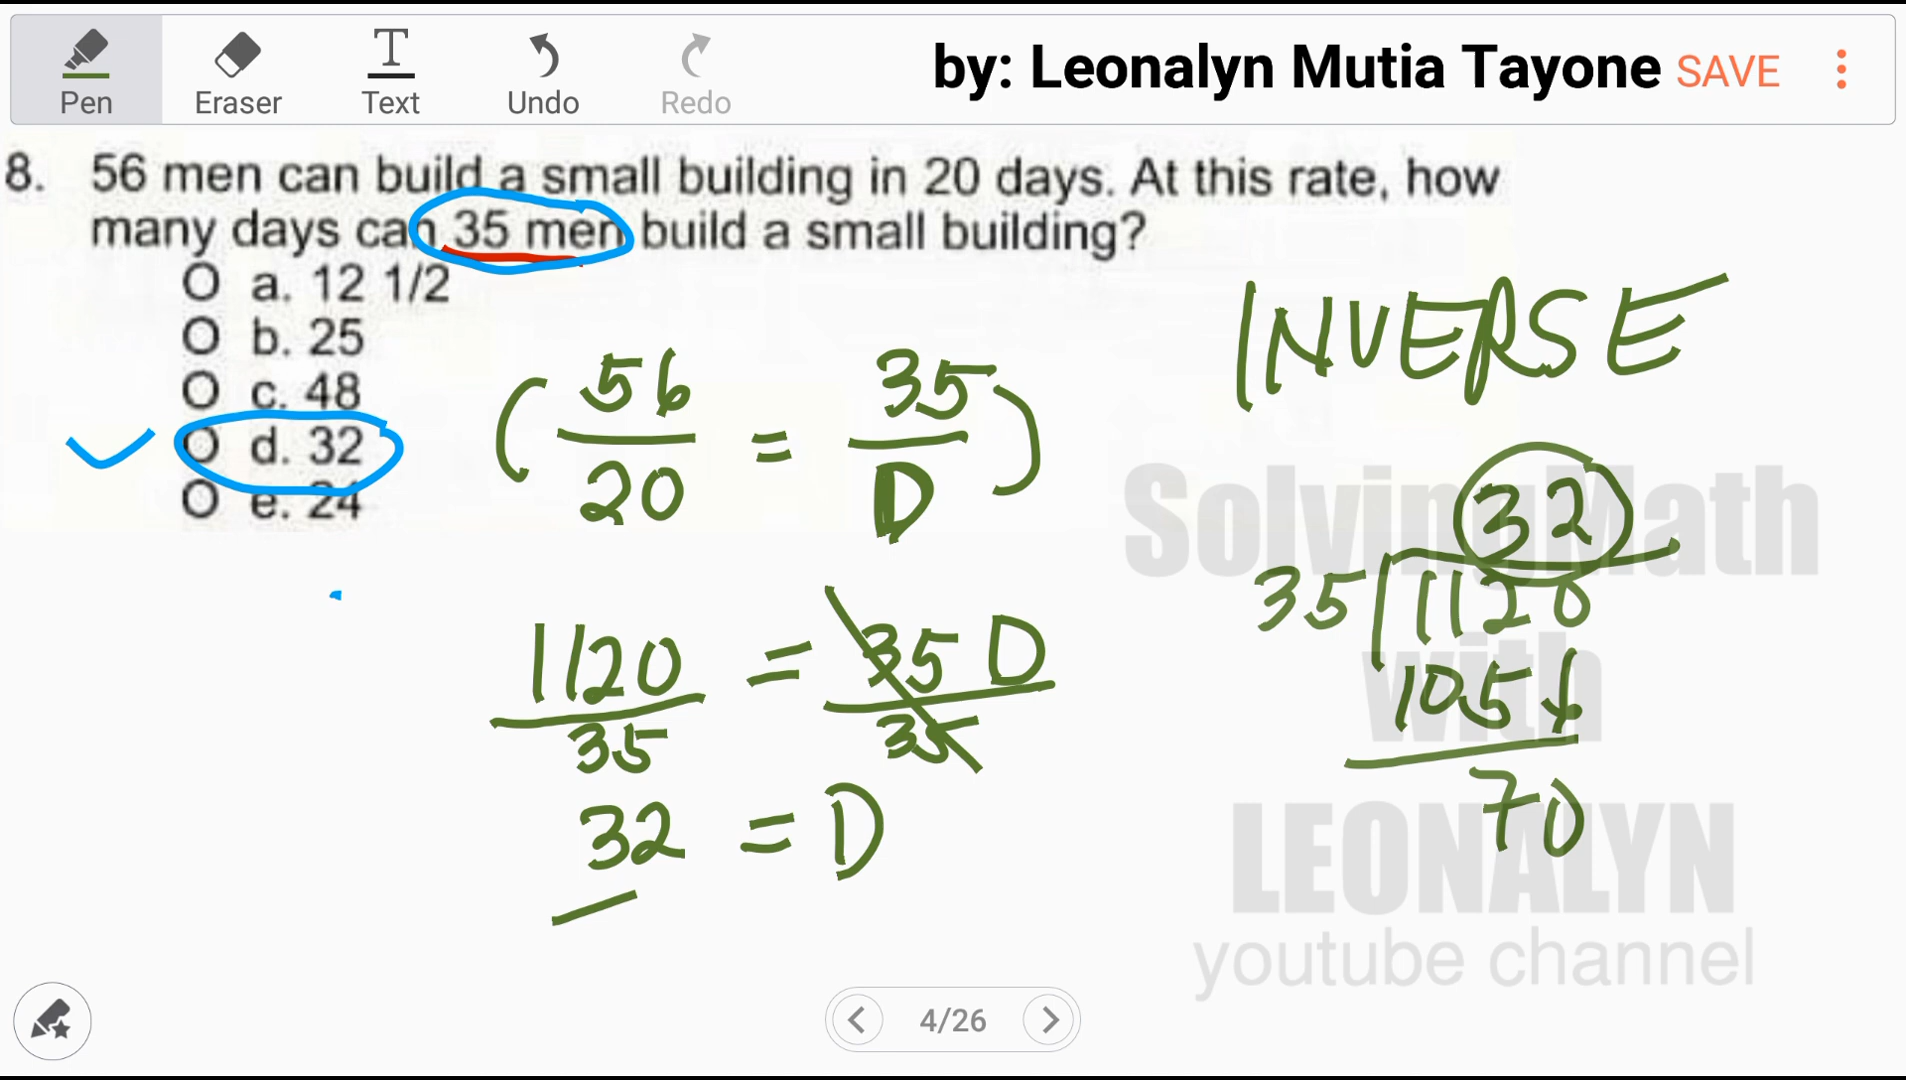 Pen Eraser Text Undo Redo by: Leonalyn Mutia Tayone SAVE
8. 56 men can build a small building in 20 days. At this rate, how
many days can 35 men build a small building?
O a. 12 1/2
O b. 25
O c. 48
O d. 32
O e. 24
INVERSE
( 56/20 = 35/D )
1120/35 = 35D/35
32 = D
32
35 1120
105
70
Solving Math
with
LEONALYN
youtube channel
4/26